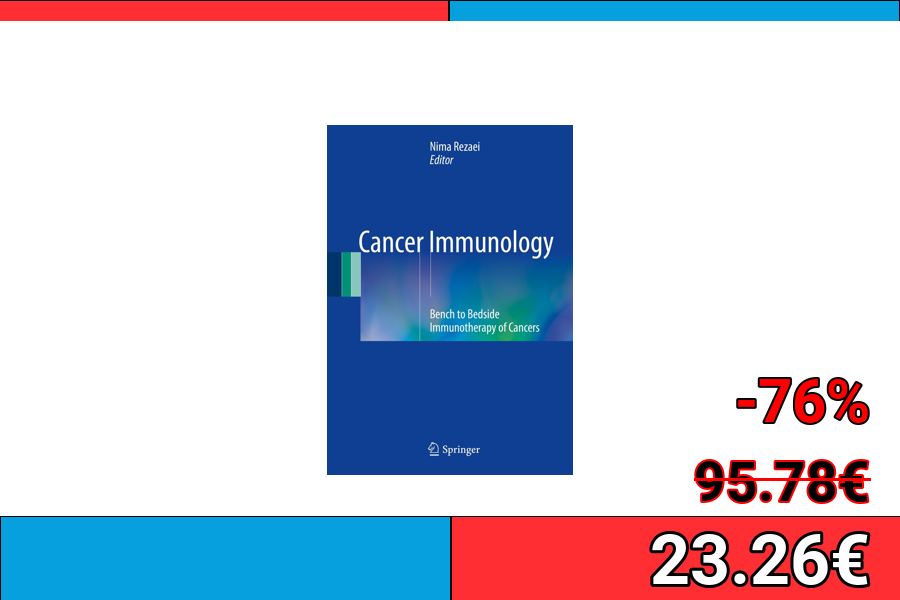 Nima Rezaei
Editor
Cancer Immunology
Bench to Bedside
Immunotherapy of Cancers
Springer
-76%
95.78€
23.26€